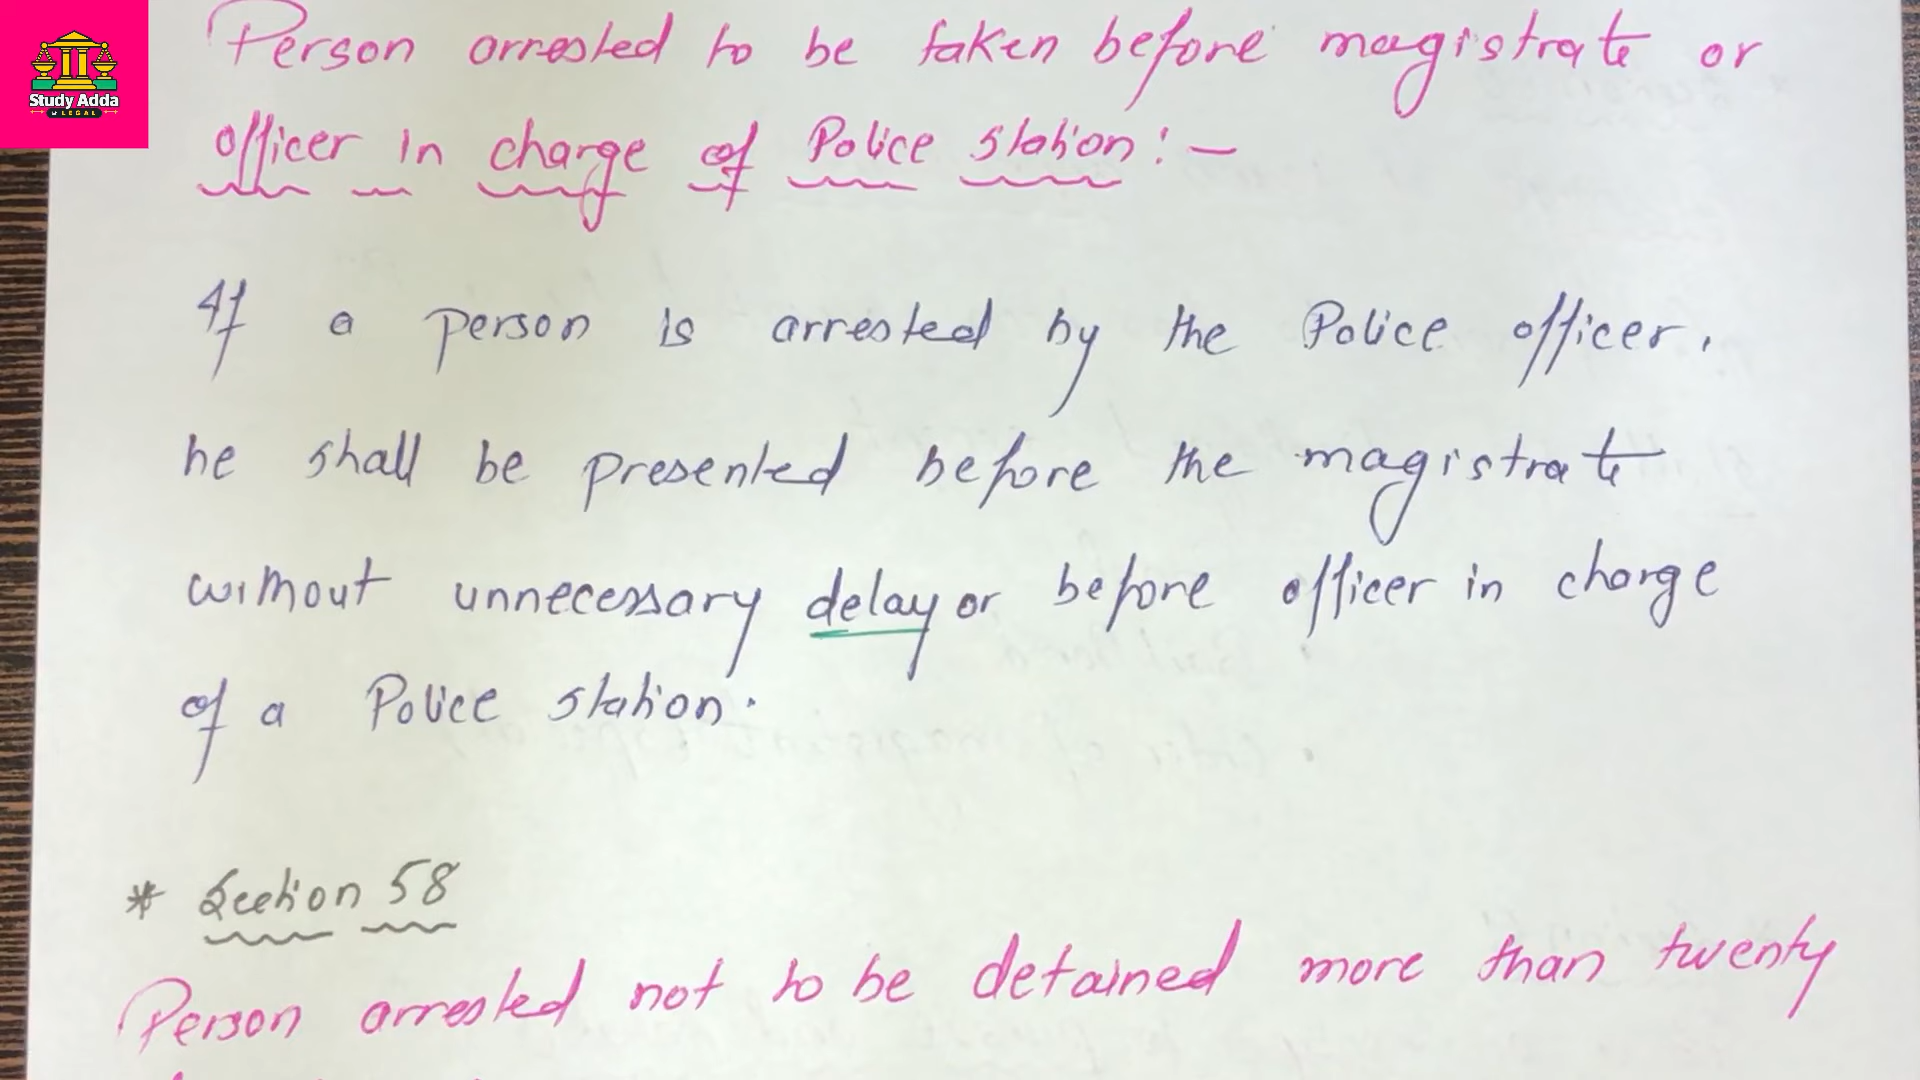 Study Adda
LEGAL
Person arrested to be taken before magistrate or
officer in charge of Police station:-
If a person is arrested by the Police officer,
he shall be presented before the magistrate
without unnecessary delay or before officer in charge
of a Police station.
* Section 58
Person arrested not to be detained more than twenty